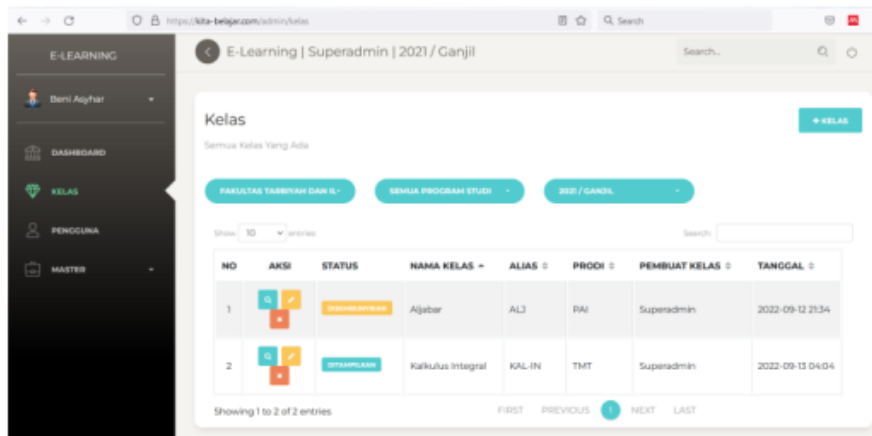 https://kita-belajar.com/admin/kelas
Search
E-LEARNING
E-Learning | Superadmin | 2021 / Ganjil
Search...
Beni Asyhar
Kelas
+ KELAS
Semua Kelas Yang Ada
DASHBOARD
KELAS
FAKULTAS TARBIYAH DAN IL-
SEMUA PROGRAM STUDI
2021 / GANJIL
PENGGUNA
Show 10 entries
Search:
MASTER
NO AKSI STATUS NAMA KELAS ALIAS PRODI PEMBUAT KELAS TANGGAL
1 DISEMBUNYIKAN Aljabar ALJ PAI Superadmin 2022-09-12 21:34
2 DITAMPILKAN Kalkulus Integral KAL-IN TMT Superadmin 2022-09-13 04:04
Showing 1 to 2 of 2 entries FIRST PREVIOUS 1 NEXT LAST